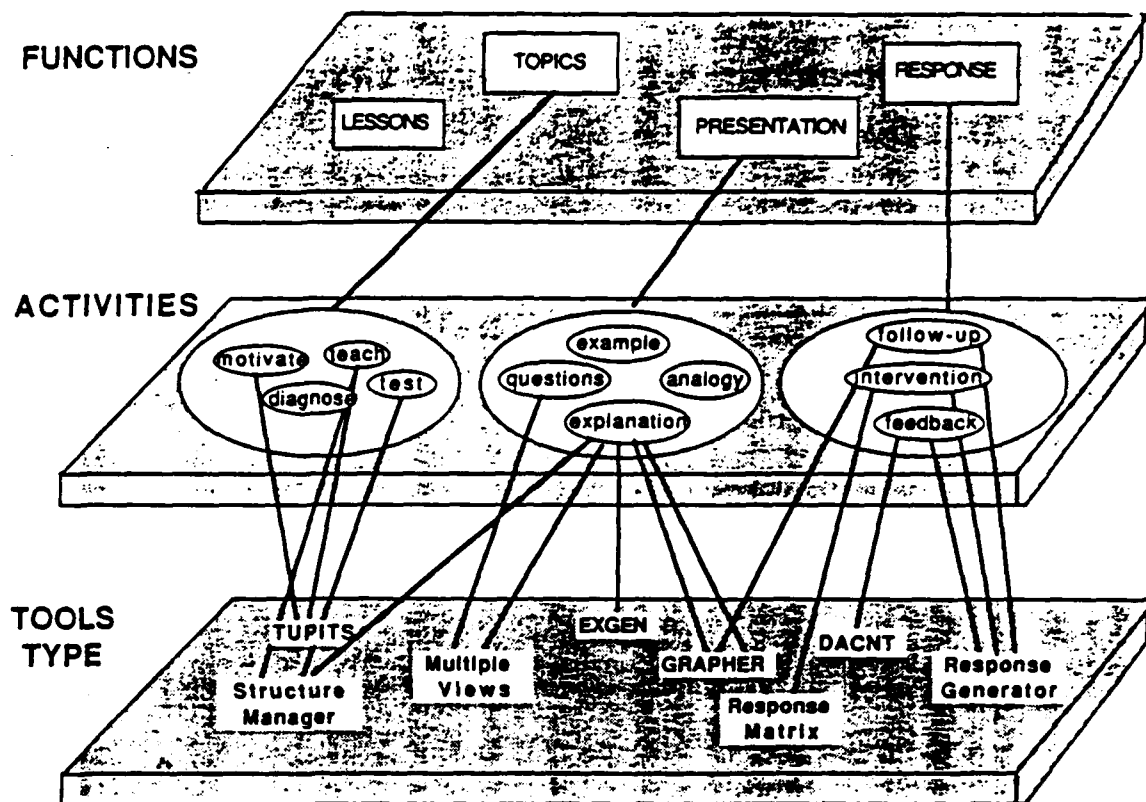 FUNCTIONS
TOPICS
RESPONSE
LESSONS
PRESENTATION
ACTIVITIES
motivate
teach
diagnose
test
example
questions
analogy
explanation
follow-up
intervention
feedback
TOOLS
TYPE
TUPITS
Structure
Manager
Multiple
Views
EXGEN
GRAPHER
Response
Matrix
DACNT
Response
Generator